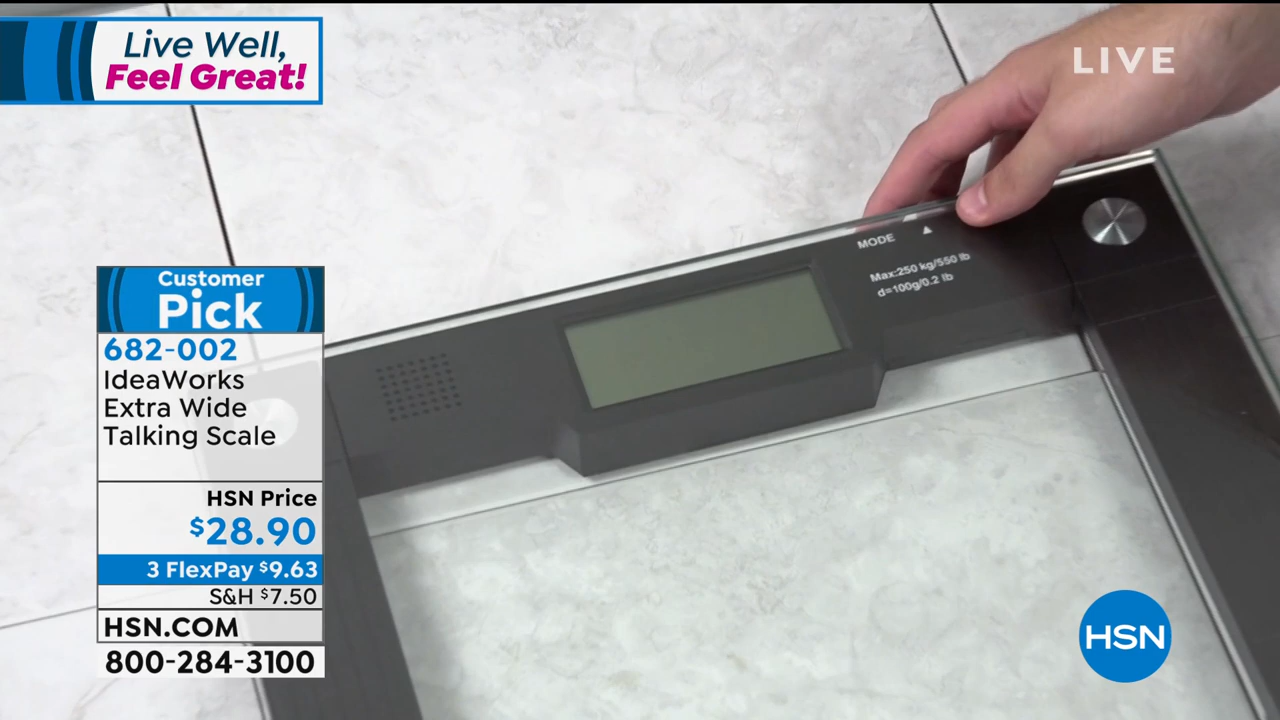 Live Well,
Feel Great!
LIVE
MODE ▲
Max:250 kg/550 lb
d=100g/0.2 lb
Customer
Pick
682-002
IdeaWorks
Extra Wide
Talking Scale
HSN Price
$28.90
3 FlexPay $9.63
S&H $7.50
HSN.COM
800-284-3100
HSN